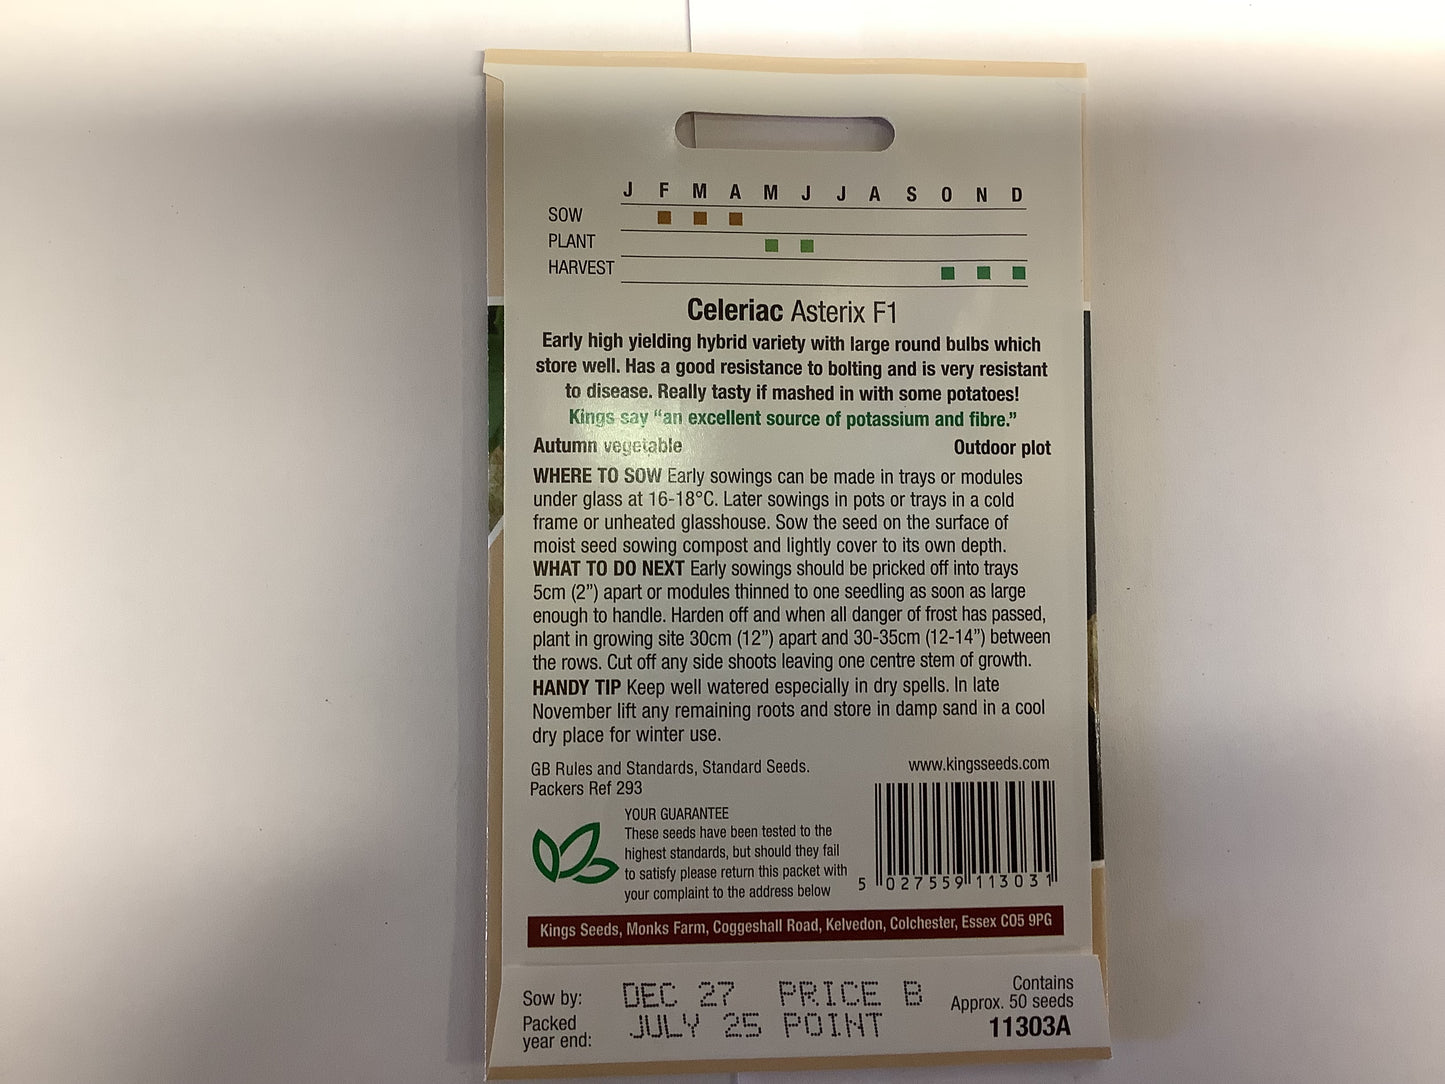 J F M A M J J A S O N D
SOW
PLANT
HARVEST
Celeriac Asterix F1
Early high yielding hybrid variety with large round bulbs which
store well. Has a good resistance to bolting and is very resistant
to disease. Really tasty if mashed in with some potatoes!
Kings say “an excellent source of potassium and fibre.”
Autumn vegetable Outdoor plot
WHERE TO SOW Early sowings can be made in trays or modules
under glass at 16-18°C. Later sowings in pots or trays in a cold
frame or unheated glasshouse. Sow the seed on the surface of
moist seed sowing compost and lightly cover to its own depth.
WHAT TO DO NEXT Early sowings should be pricked off into trays
5cm (2”) apart or modules thinned to one seedling as soon as large
enough to handle. Harden off and when all danger of frost has passed,
plant in growing site 30cm (12”) apart and 30-35cm (12-14”) between
the rows. Cut off any side shoots leaving one centre stem of growth.
HANDY TIP Keep well watered especially in dry spells. In late
November lift any remaining roots and store in damp sand in a cool
dry place for winter use.
GB Rules and Standards, Standard Seeds.
Packers Ref 293
www.kingsseeds.com
YOUR GUARANTEE
These seeds have been tested to the
highest standards, but should they fail
to satisfy please return this packet with
your complaint to the address below
5 027559 113031
Kings Seeds, Monks Farm, Coggeshall Road, Kelvedon, Colchester, Essex CO5 9PG
Sow by: DEC 27 PRICE B
Packed
year end: JULY 25 POINT
Contains
Approx. 50 seeds
11303A